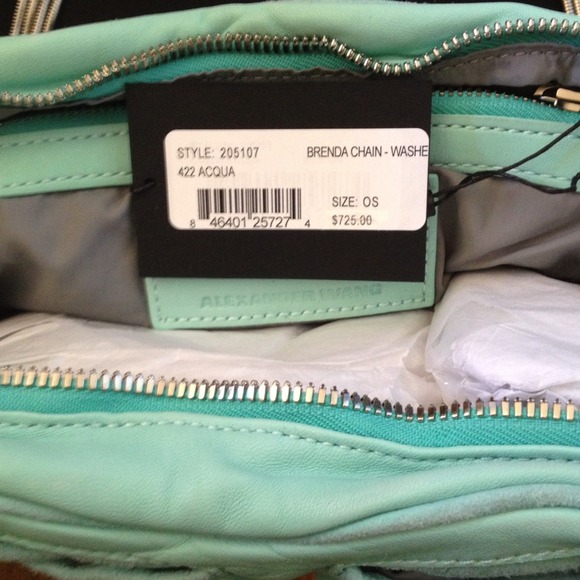 STYLE: 205107 BRENDA CHAIN - WASHE
422 ACQUA
SIZE: OS
8 46401 25727 4 $725.00
ALEXANDER WANG